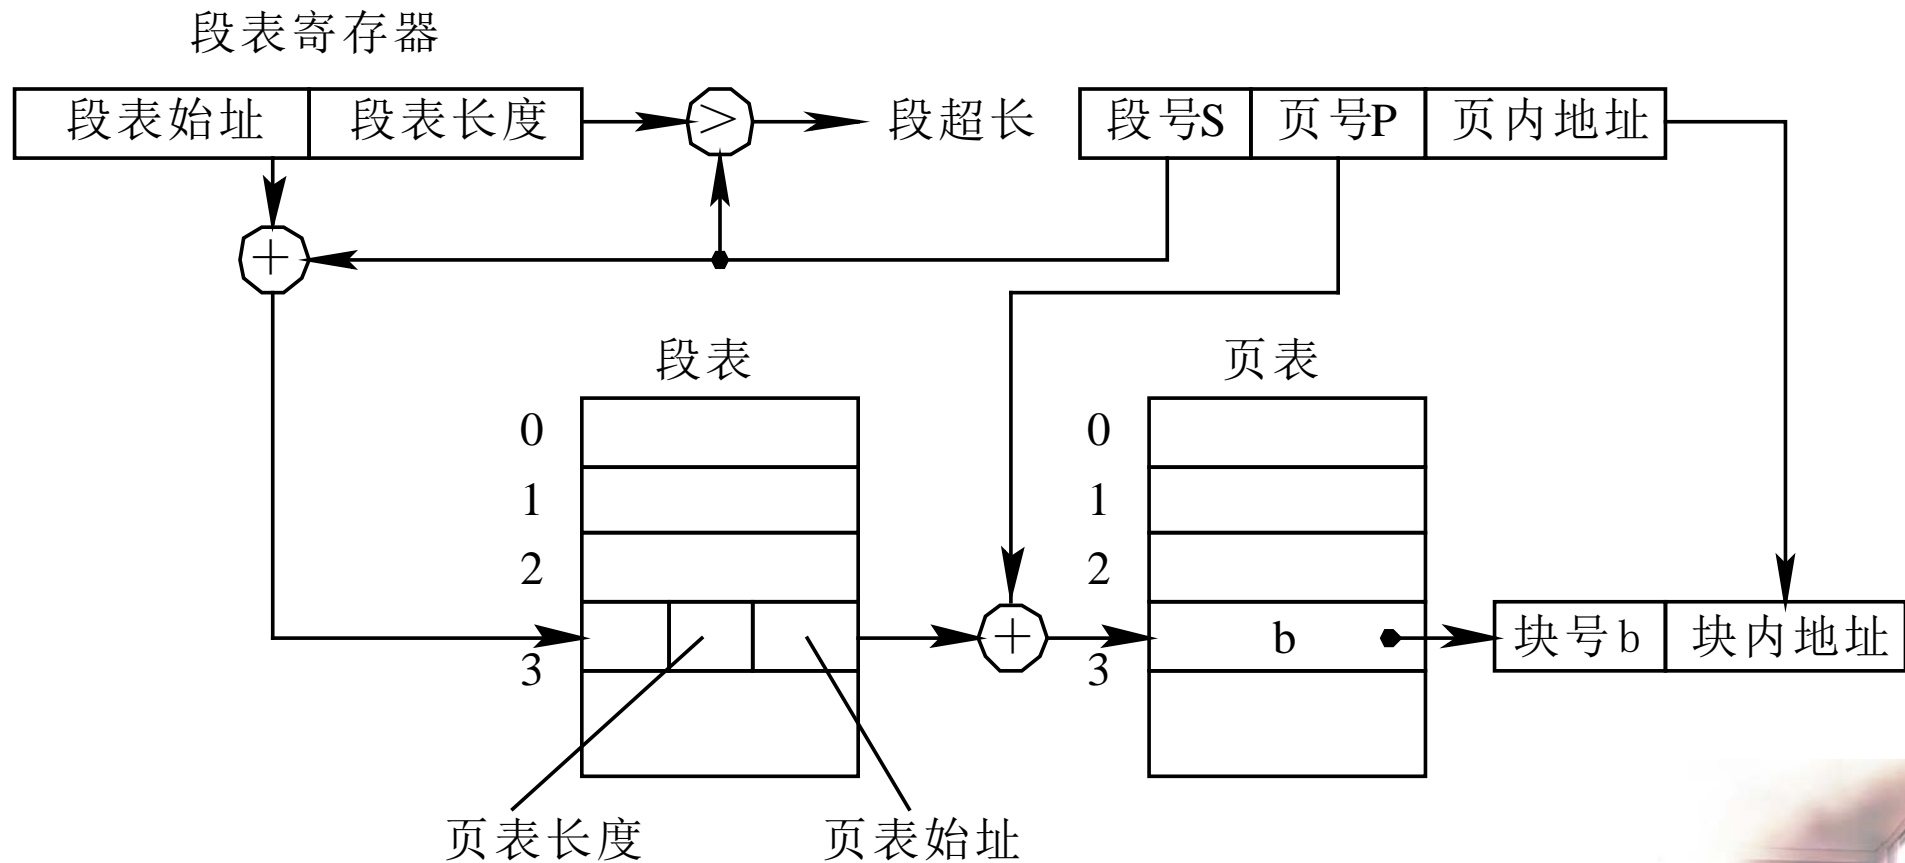 段表寄存器
段表始址 段表长度 > 段超长 段号S 页号P 页内地址
+
段表 页表
0 0
1 1
2 2
+ b 块号b 块内地址
3 3
页表长度 页表始址